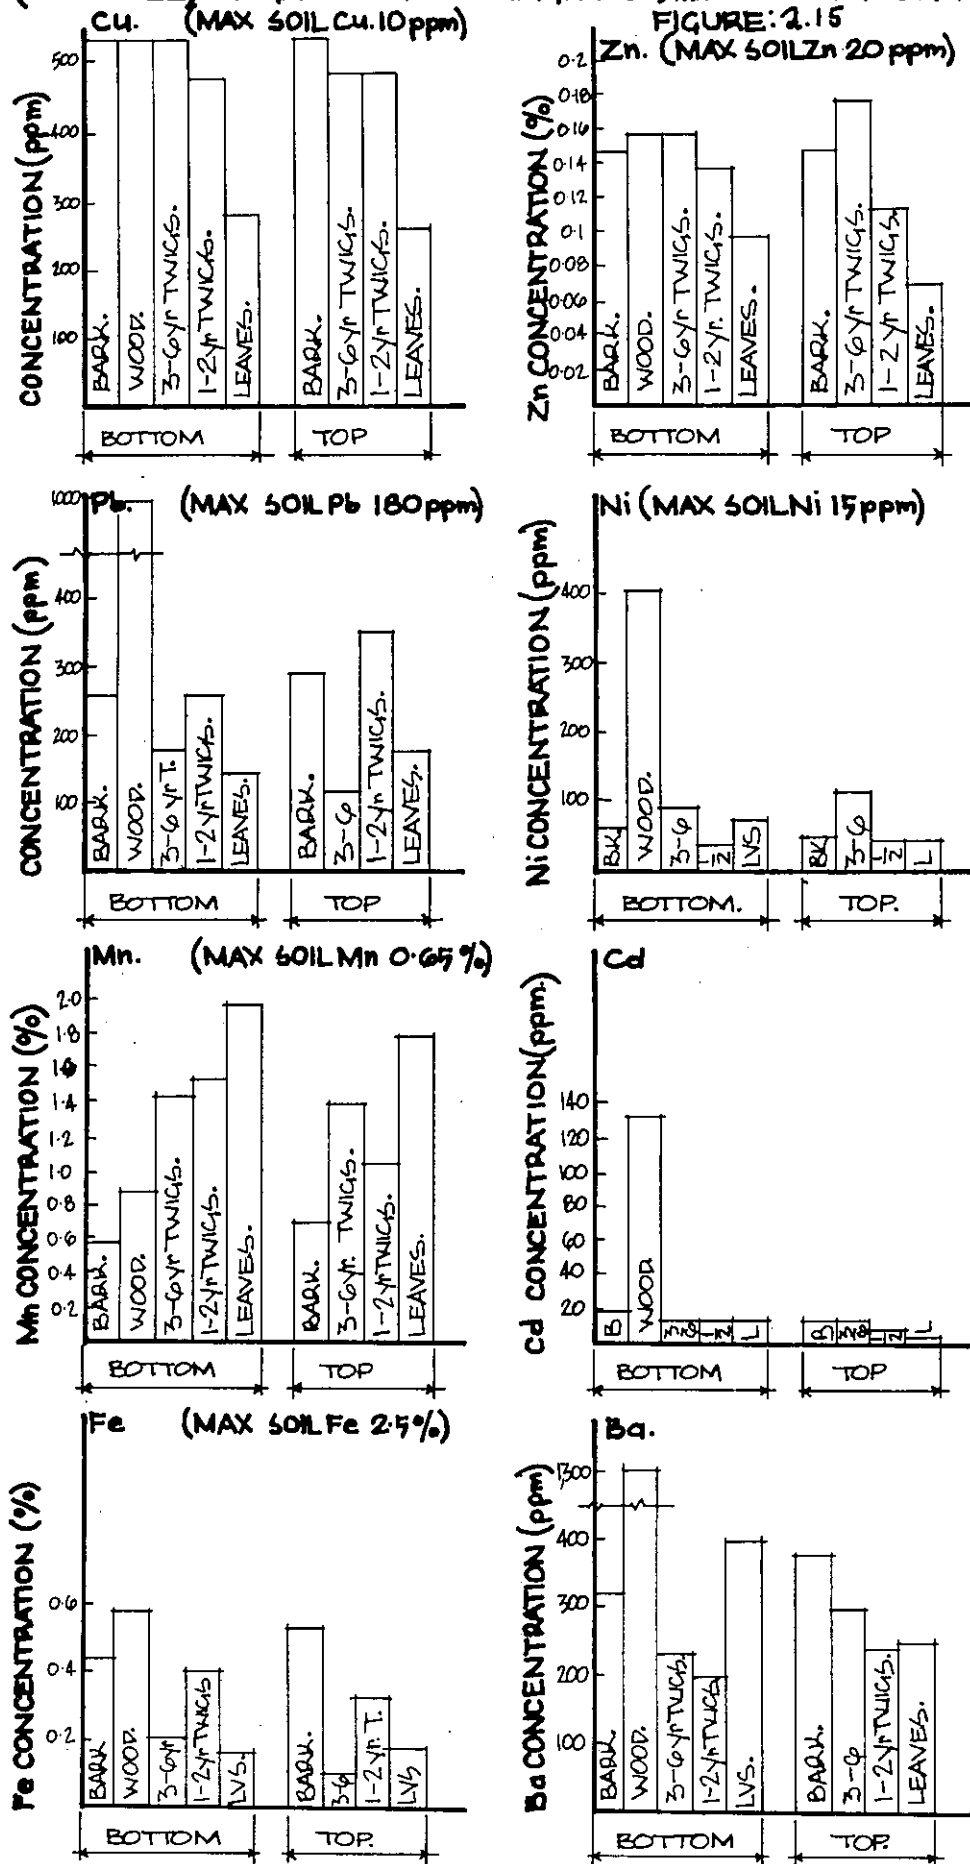 FIGURE: 2.15
Cu. (MAX SOIL Cu. 10 ppm)
CONCENTRATION (ppm)
500
400
300
200
100
BARK.
WOOD.
3-6yr TWIGS.
1-2yr TWIGS.
LEAVES.
BARK.
3-6yr TWIGS.
1-2yr TWIGS.
LEAVES.
BOTTOM
TOP
Zn. (MAX SOIL Zn 20 ppm)
Zn CONCENTRATION (%)
0.2
0.18
0.16
0.14
0.12
0.1
0.08
0.06
0.04
0.02
BARK.
WOOD.
3-6yr TWIGS.
1-2yr. TWIGS.
LEAVES.
BARK.
3-6yr TWIGS.
1-2yr TWIGS.
LEAVES.
BOTTOM
TOP
Pb. (MAX SOIL Pb 180ppm)
CONCENTRATION (ppm)
1000
400
300
200
100
BARK.
WOOD.
3-6yr T.
1-2yr TWIGS.
LEAVES.
BARK.
3-6
1-2yr TWIGS.
LEAVES.
BOTTOM
TOP
Ni (MAX SOIL Ni 15ppm)
Ni CONCENTRATION (ppm)
400
300
200
100
BK
WOOD.
3-6
1-2
LVS
BK
3-6
1-2
L
BOTTOM.
TOP.
Mn. (MAX SOIL Mn 0.65%)
Mn CONCENTRATION (%)
2.0
1.8
1.6
1.4
1.2
1.0
0.8
0.6
0.4
0.2
BARK.
WOOD.
3-6yr TWIGS.
1-2yr TWIGS.
LEAVES.
BARK.
3-6yr. TWIGS.
1-2yr TWIGS.
LEAVES.
BOTTOM
TOP
Cd
Cd CONCENTRATION (ppm.)
140
120
100
80
60
40
20
B
WOOD.
3-6
1-2
L
B
3-6
1-2
L
BOTTOM
TOP
Fe (MAX SOIL Fe 2.5%)
Fe CONCENTRATION (%)
0.6
0.4
0.2
BARK
WOOD.
3-6yr
1-2yr TWIGS
LVS.
BARK.
3-6
1-2yr. T.
LVS
BOTTOM
TOP.
Ba.
Ba CONCENTRATION (ppm)
1300
400
300
200
100
BARK.
WOOD.
3-6yr TWIGS.
1-2yr TWIGS
LVS.
BARK.
3-6
1-2yr TWIGS.
LEAVES.
BOTTOM
TOP.